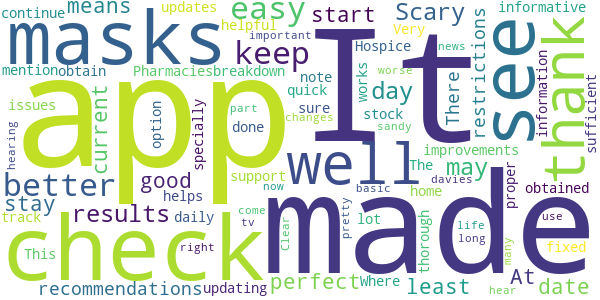 continue means updates easy start Scary informative
masks helpful Very
mention obtain keep Hospice important news restrictions see thank
Pharmacies breakdown note quick works There
issues app It day worse
current option specially done sure stock sandy information sufficient
hearing part changes
better well improvements
stay good support The may proper
results helps now basic davies home obtained
track check daily made lot thorough life use
This right come tv Clear pretty long many fixed
perfect Where At
recommendations updating least hear date